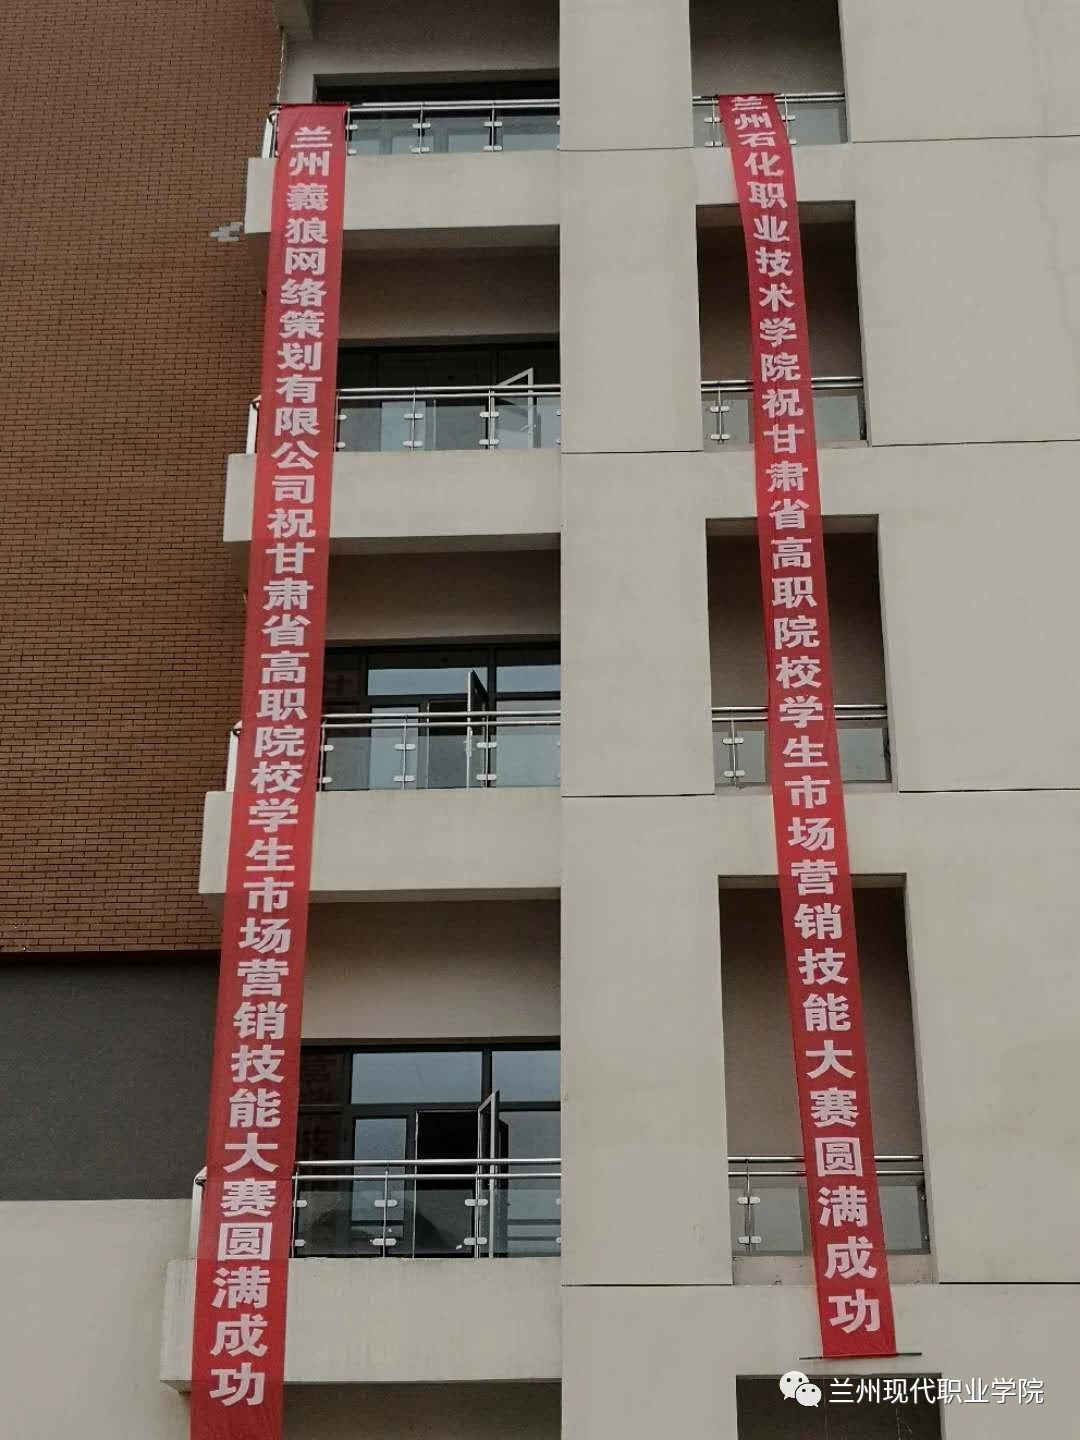 兰州義狼网络策划有限公司祝甘肃省高职院校学生市场营销技能大赛圆满成功
兰州石化职业技术学院祝甘肃省高职院校学生市场营销技能大赛圆满成功
兰州现代职业学院